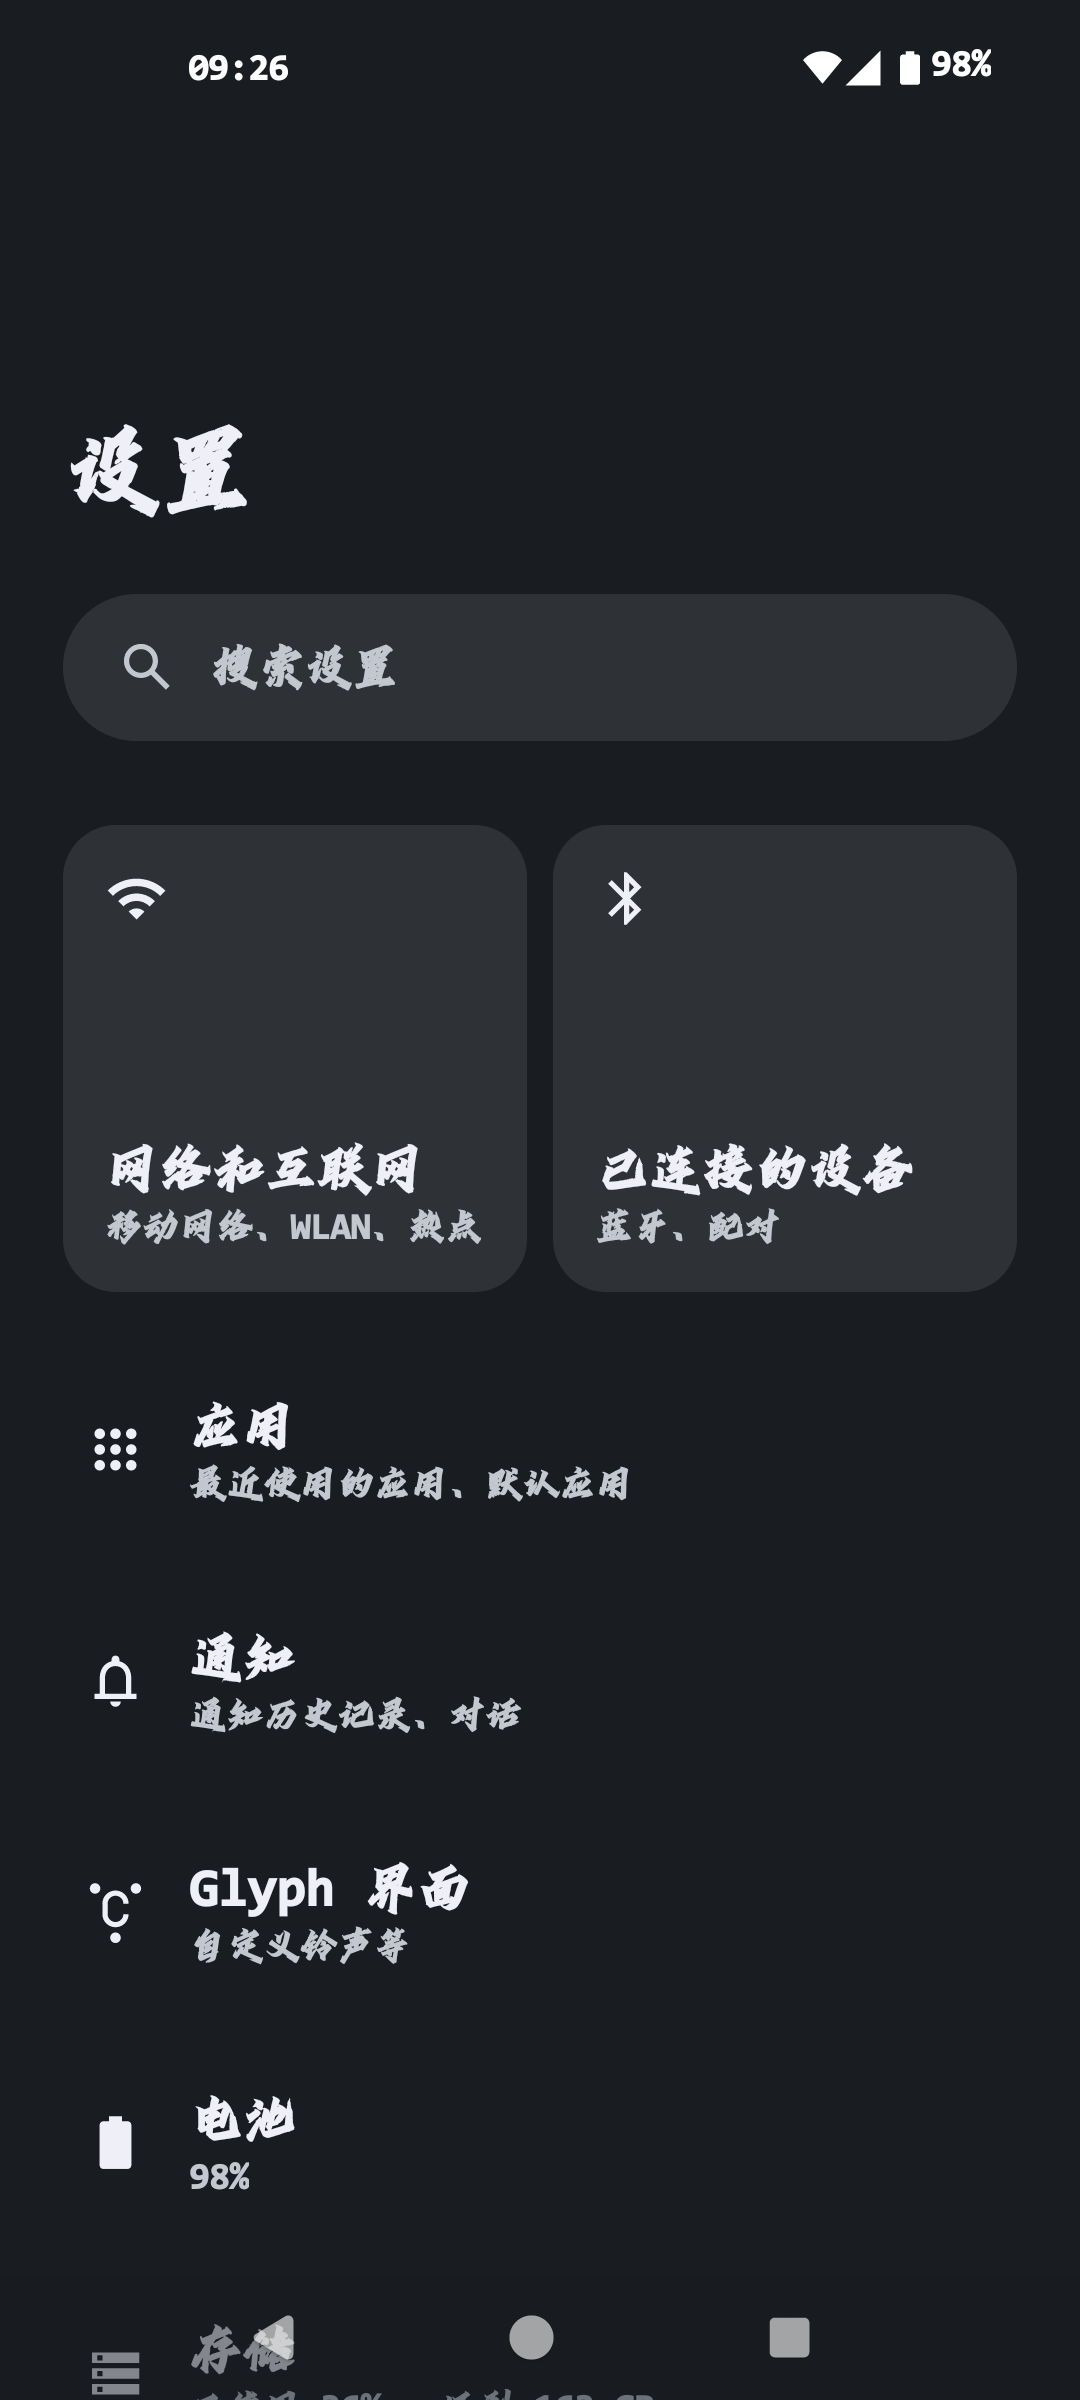 09:26
98%
设置
搜索设置
网络和互联网
移动网络、WLAN、热点
已连接的设备
蓝牙、配对
应用
最近使用的应用、默认应用
通知
通知历史记录、对话
Glyph 界面
自定义铃声等
电池
98%
存储